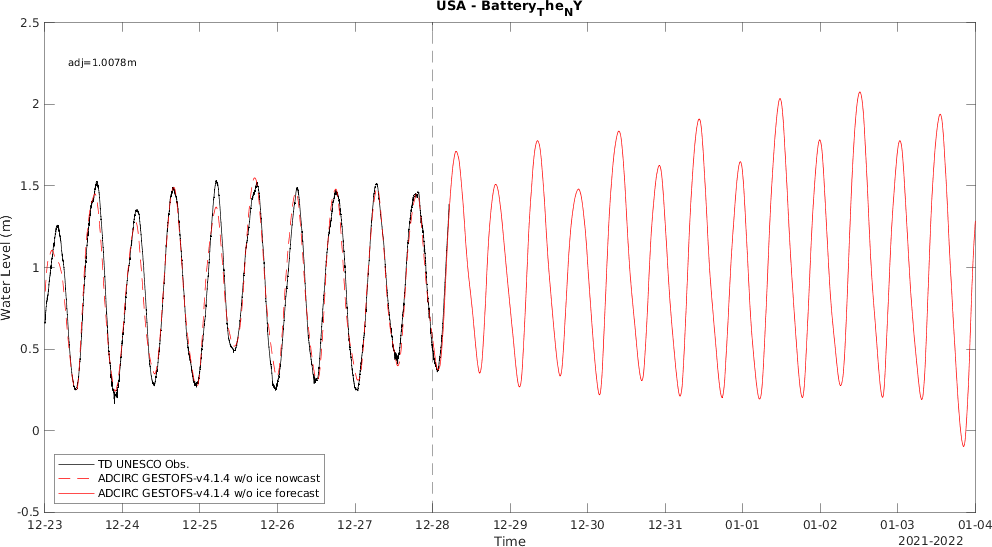 USA - BatteryTheNY
2.5
adj=1.0078m
2
1.5
1
0.5
0
-0.5
Water Level (m)
TD UNESCO Obs.
ADCIRC GESTOFS-v4.1.4 w/o ice nowcast
ADCIRC GESTOFS-v4.1.4 w/o ice forecast
12-23 12-24 12-25 12-26 12-27 12-28 12-29 12-30 12-31 01-01 01-02 01-03 01-04
Time
2021-2022